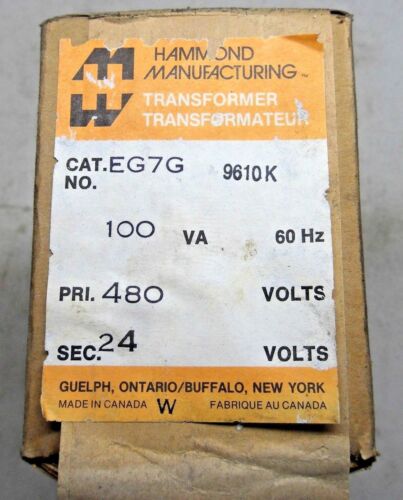 HAMMOND
MANUFACTURING™
TRANSFORMER
TRANSFORMATEUR
CAT. EG7G 9610K
NO.
100 VA 60 Hz
PRI. 480 VOLTS
SEC. 24 VOLTS
GUELPH, ONTARIO/BUFFALO, NEW YORK
MADE IN CANADA W FABRIQUE AU CANADA